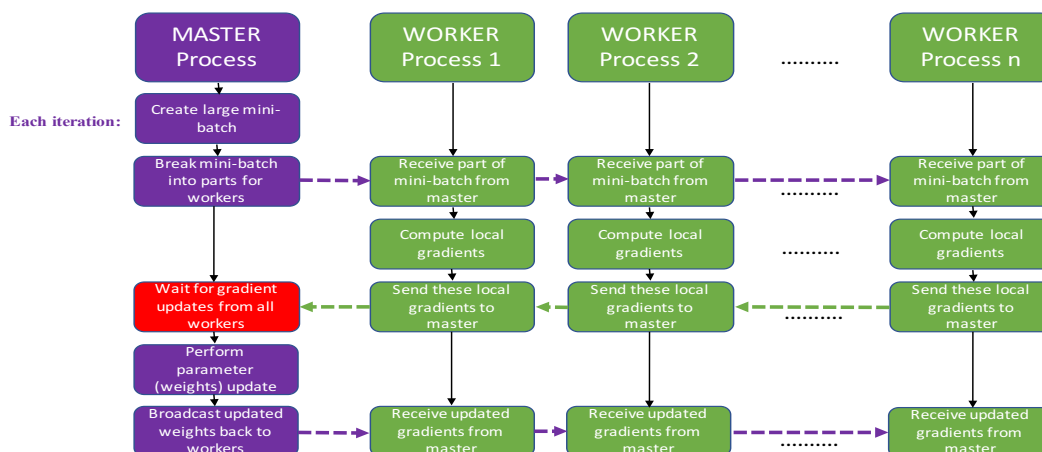 MASTER
Process
WORKER
Process 1
WORKER
Process 2
..........
WORKER
Process n
Each iteration:
Create large mini-
batch
Break mini-batch
into parts for
workers
Receive part of
mini-batch from
master
Receive part of
mini-batch from
master
..........
Receive part of
mini-batch from
master
Compute local
gradients
Compute local
gradients
..........
Compute local
gradients
Wait for gradient
updates from all
workers
Send these local
gradients to
master
Send these local
gradients to
master
..........
Send these local
gradients to
master
Perform
parameter
(weights) update
Broadcast updated
weights back to
workers
Receive updated
gradients from
master
Receive updated
gradients from
master
..........
Receive updated
gradients from
master